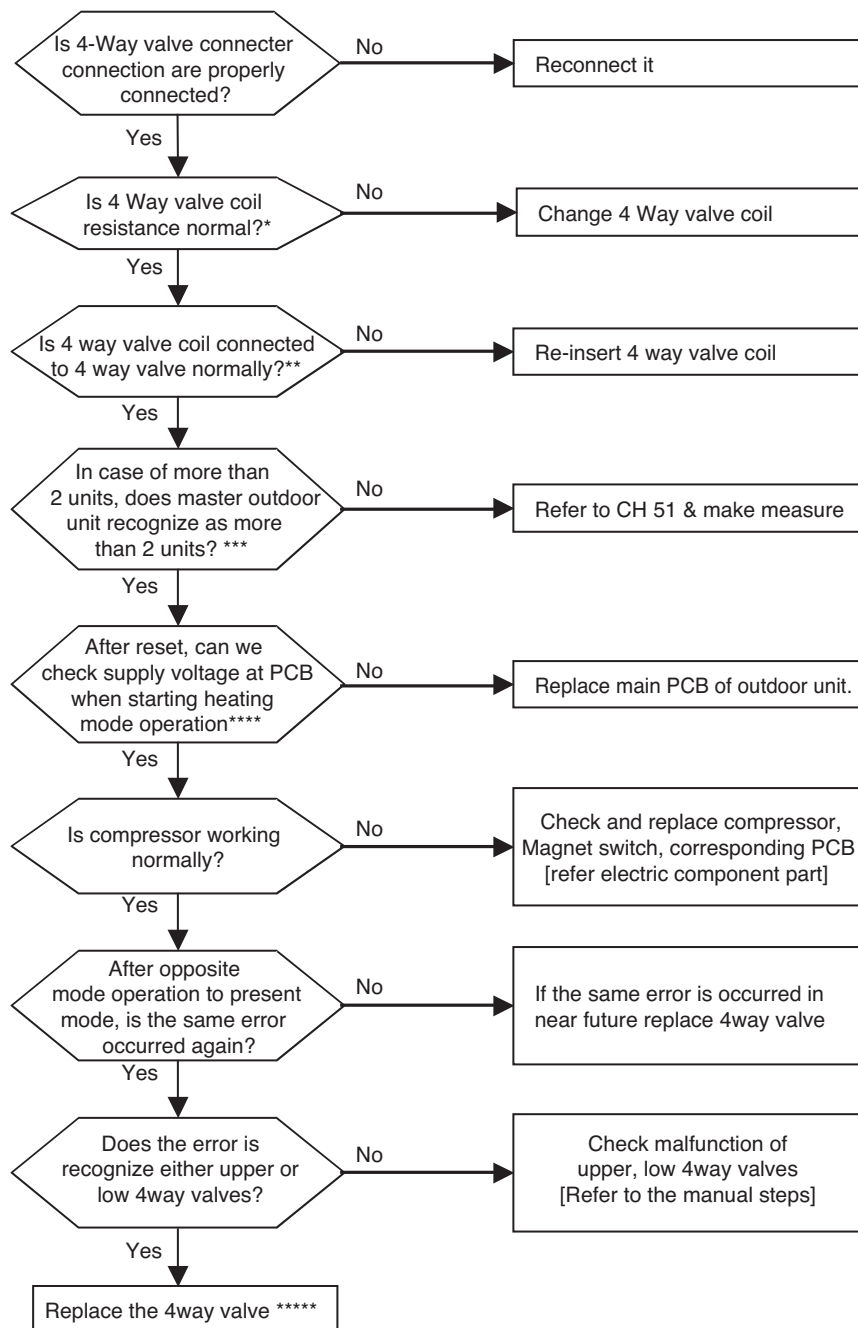 Is 4-Way valve connecter
connection are properly
connected?
No
Reconnect it
Yes
Is 4 Way valve coil
resistance normal?*
No
Change 4 Way valve coil
Yes
Is 4 way valve coil connected
to 4 way valve normally?**
No
Re-insert 4 way valve coil
Yes
In case of more than
2 units, does master outdoor
unit recognize as more
than 2 units? ***
No
Refer to CH 51 & make measure
Yes
After reset, can we
check supply voltage at PCB
when starting heating
mode operation****
No
Replace main PCB of outdoor unit.
Yes
Is compressor working
normally?
No
Check and replace compressor,
Magnet switch, corresponding PCB
[refer electric component part]
Yes
After opposite
mode operation to present
mode, is the same error
occurred again?
No
If the same error is occurred in
near future replace 4way valve
Yes
Does the error is
recognize either upper or
low 4way valves?
No
Check malfunction of
upper, low 4way valves
[Refer to the manual steps]
Yes
Replace the 4way valve *****